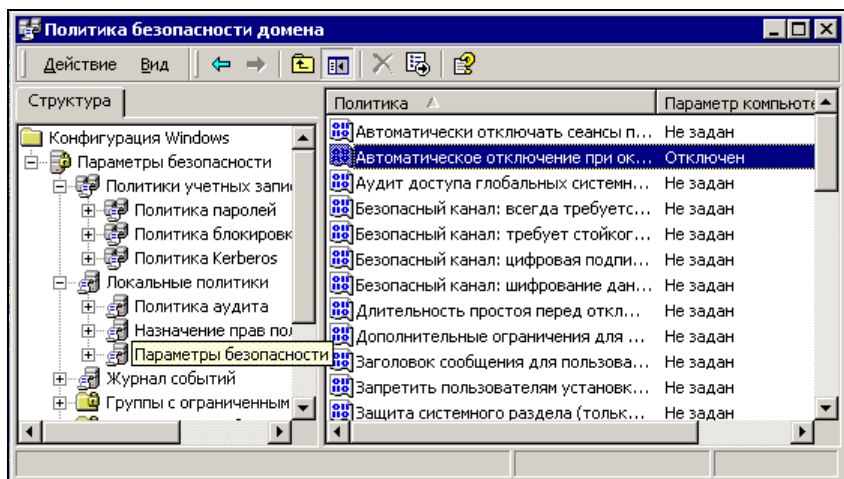 Политика безопасности домена
Действие Вид
Структура
Политика Параметр компьюте
Конфигурация Windows
Параметры безопасности
Политики учетных запи
Политика паролей
Политика блокировк
Политика Kerberos
Локальные политики
Политика аудита
Назначение прав пол
Параметры безопасности
Журнал событий
Группы с ограниченным
Автоматически отключать сеансы п... Не задан
Автоматическое отключение при ок... Отключен
Аудит доступа глобальных системн... Не задан
Безопасный канал: всегда требуетс... Не задан
Безопасный канал: требует стойког... Не задан
Безопасный канал: цифровая подпи... Не задан
Безопасный канал: шифрование дан... Не задан
Длительность простоя перед откл... Не задан
Дополнительные ограничения для ... Не задан
Заголовок сообщения для пользова... Не задан
Запретить пользователям установк... Не задан
Защита системного раздела (тольк... Не задан